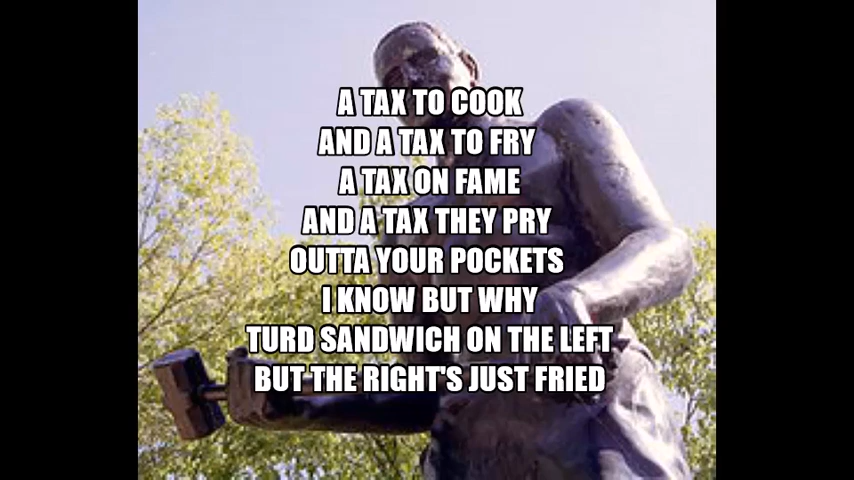 A TAX TO COOK
AND A TAX TO FRY
A TAX ON FAME
AND A TAX THEY PRY
OUTTA YOUR POCKETS
I KNOW BUT WHY
TURD SANDWICH ON THE LEFT
BUT THE RIGHT'S JUST FRIED